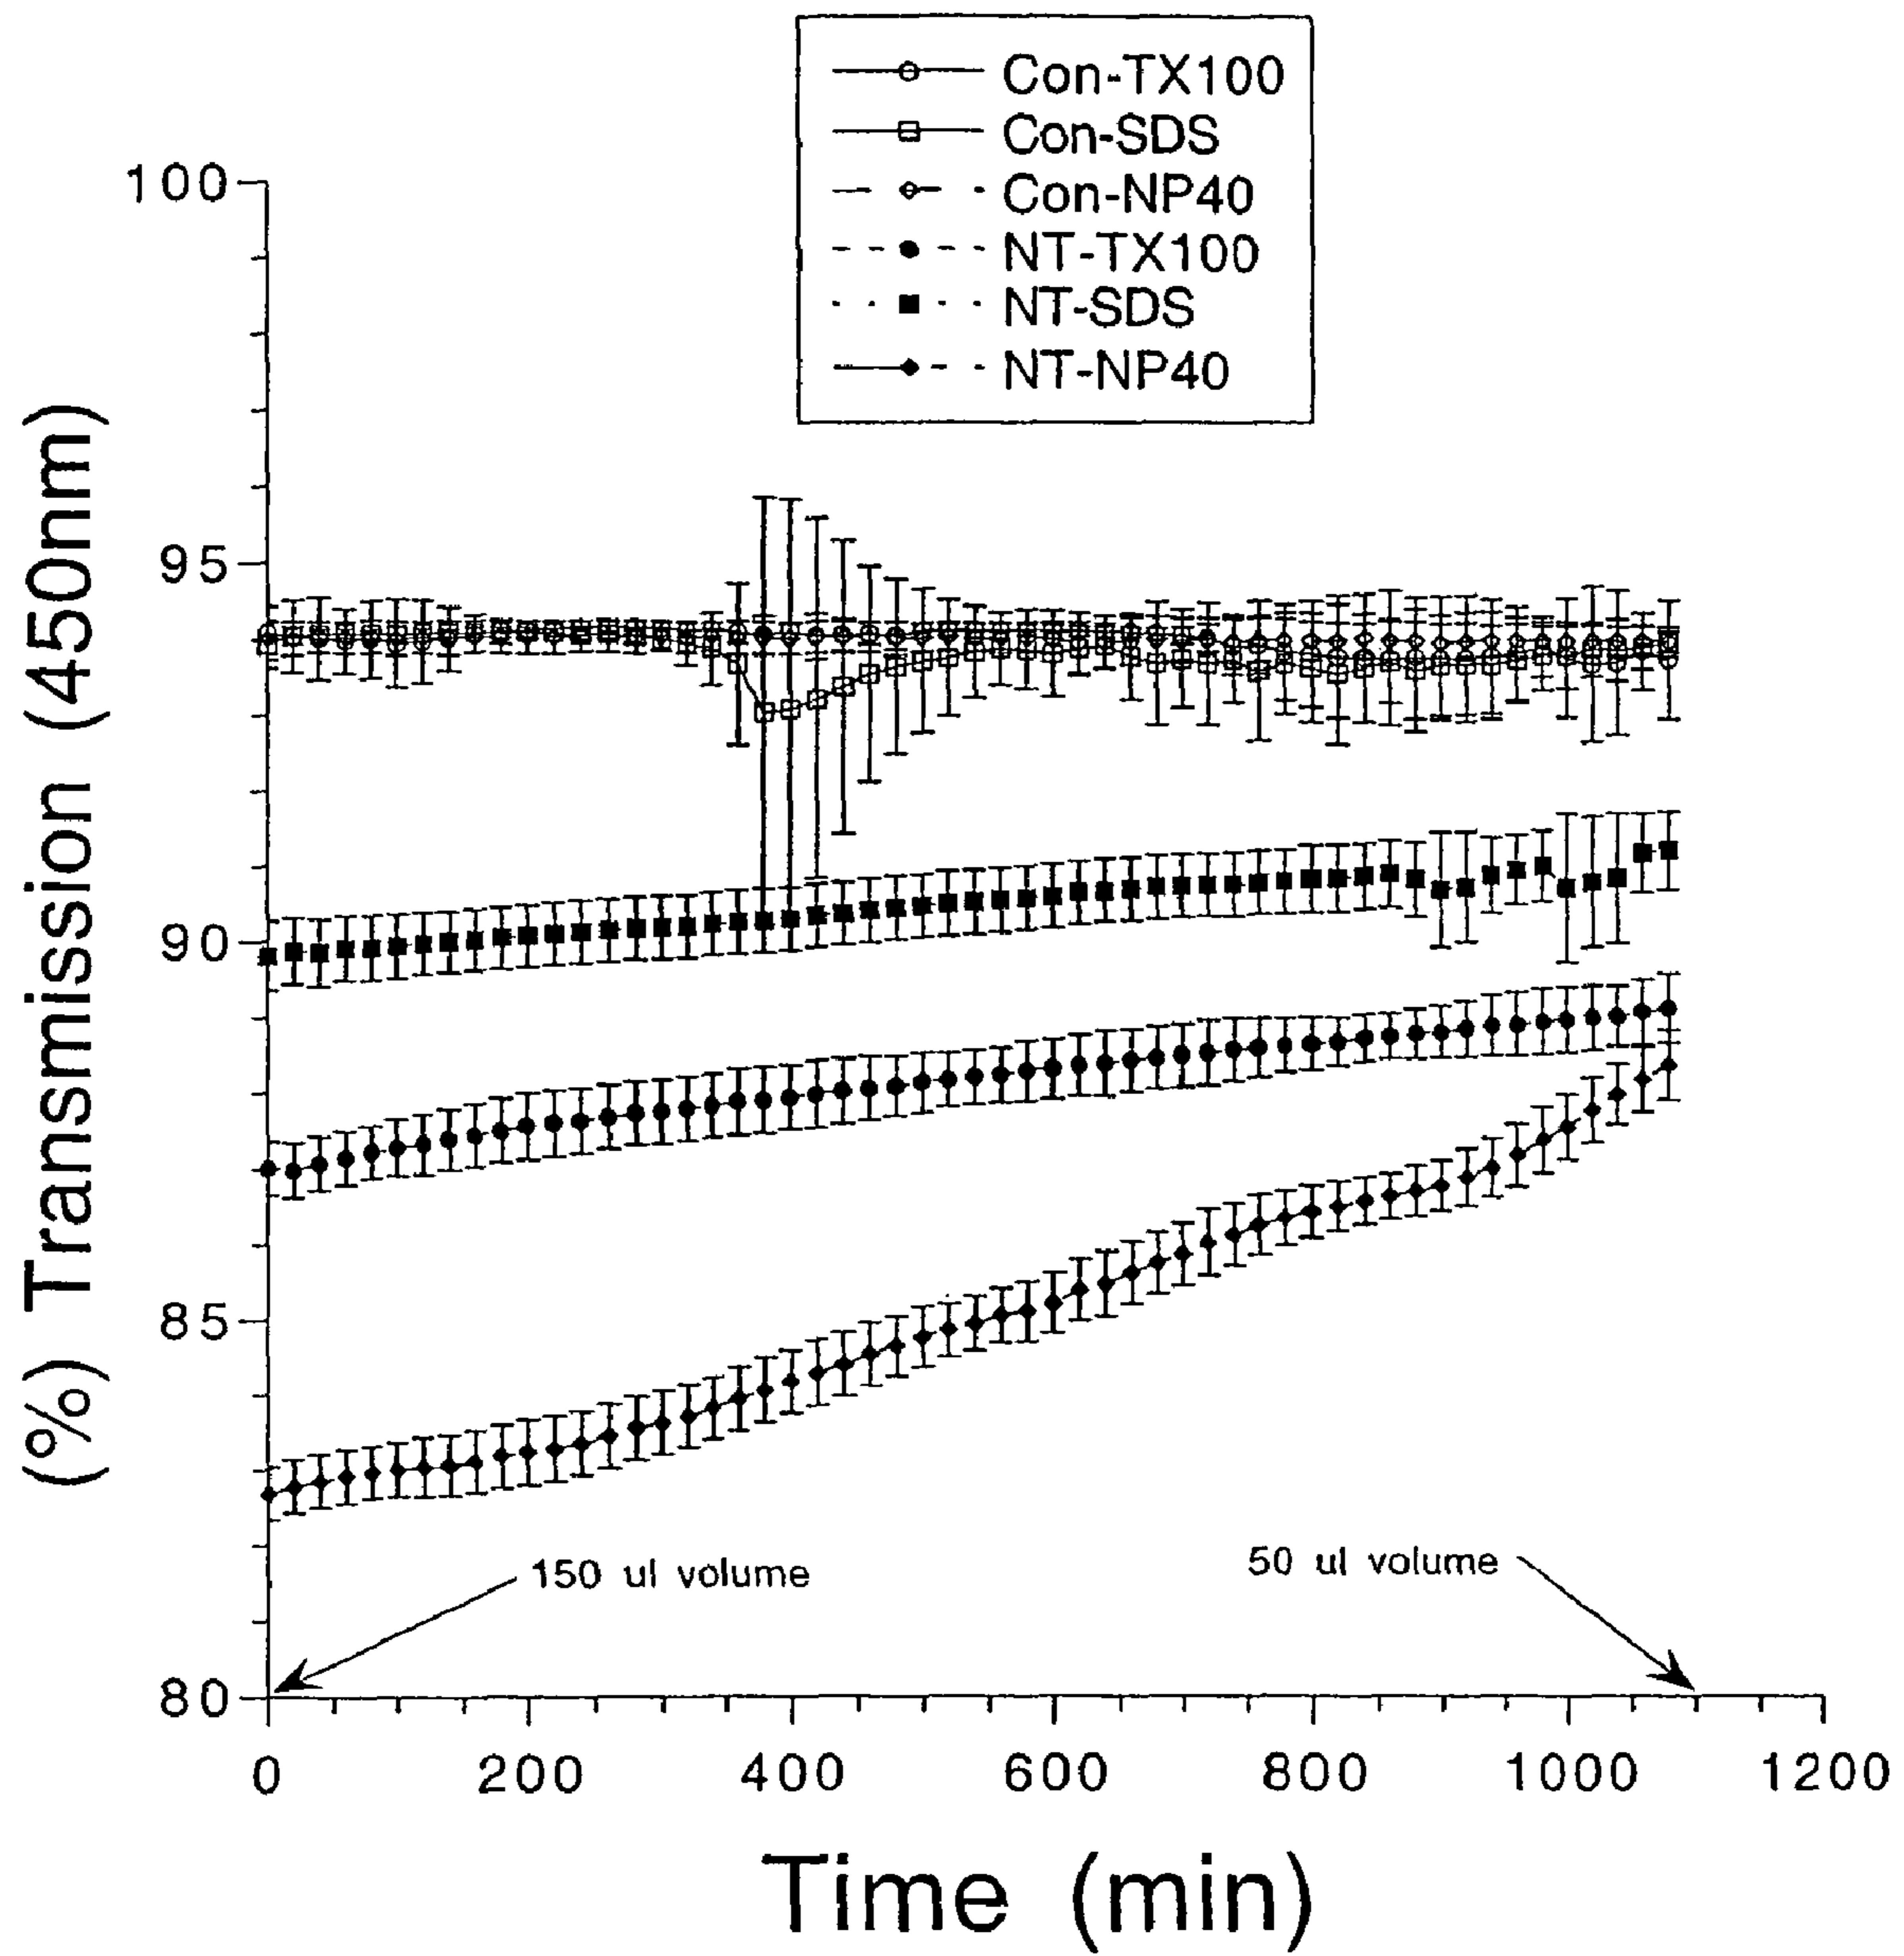 Con-TX100
Con-SDS
Con-NP40
NT-TX100
NT-SDS
NT-NP40
(%) Transmission (450nm)
100
95
90
85
80
150 ul volume
50 ul volume
0 200 400 600 800 1000 1200
Time (min)